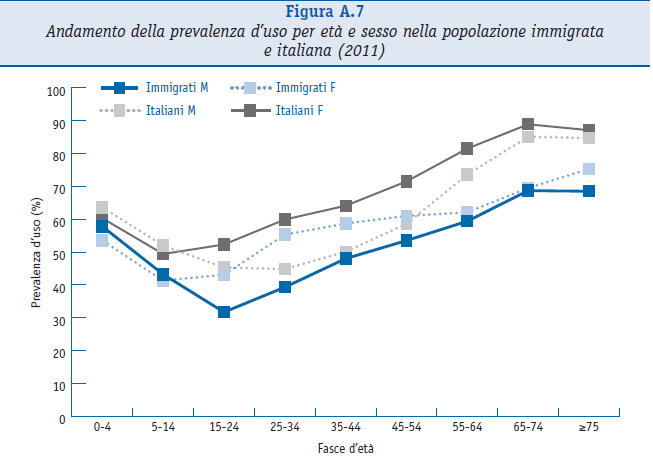 Figura A.7
Andamento della prevalenza d'uso per età e sesso nella popolazione immigrata
e italiana (2011)
Immigrati M
Immigrati F
Italiani M
Italiani F
Prevalenza d'uso (%)
100
90
80
70
60
50
40
30
20
10
0
0-4 5-14 15-24 25-34 35-44 45-54 55-64 65-74 ≥75
Fasce d'età